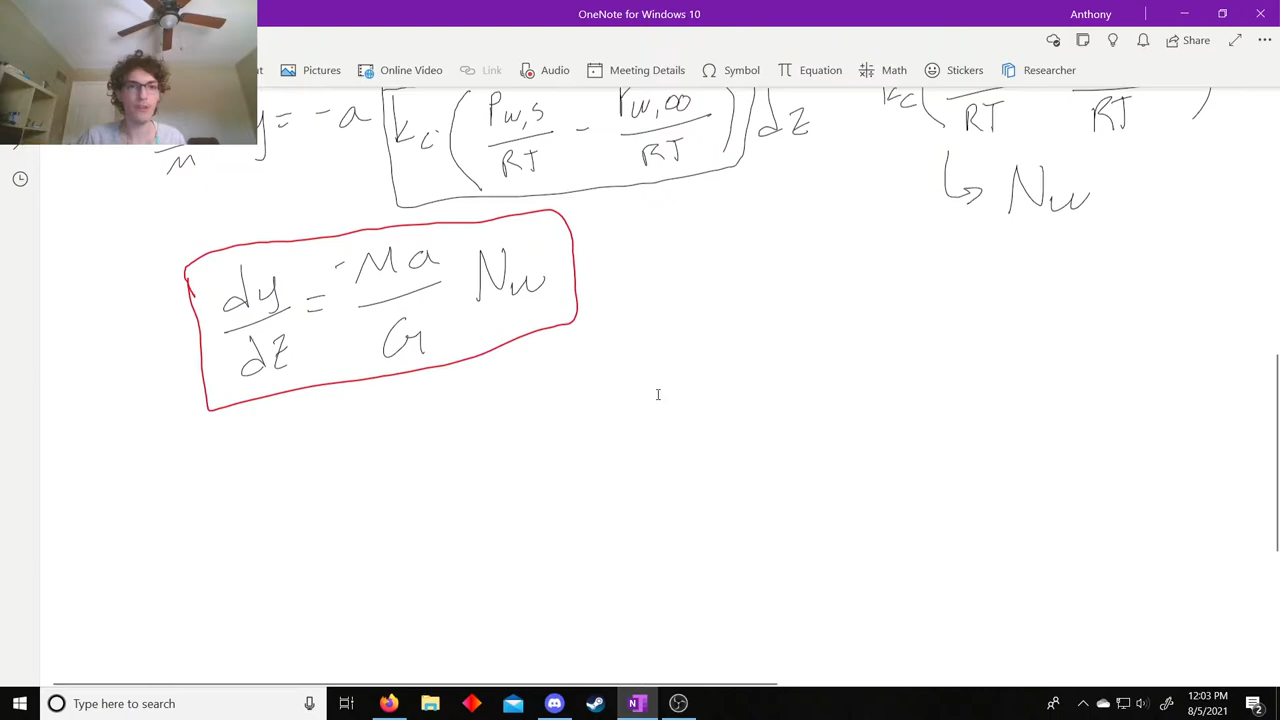 OneNote for Windows 10
Anthony
Share
Pictures
Online Video
Link
Audio
Meeting Details
Symbol
Equation
Math
Stickers
Researcher
y = -a kc ( Pw,s/RT - Pw,∞/RT ) dz
M
kc ( RT RT )
↳ Nw
dy/dz = -Ma/G Nw
Type here to search
12:03 PM
8/5/2021
2